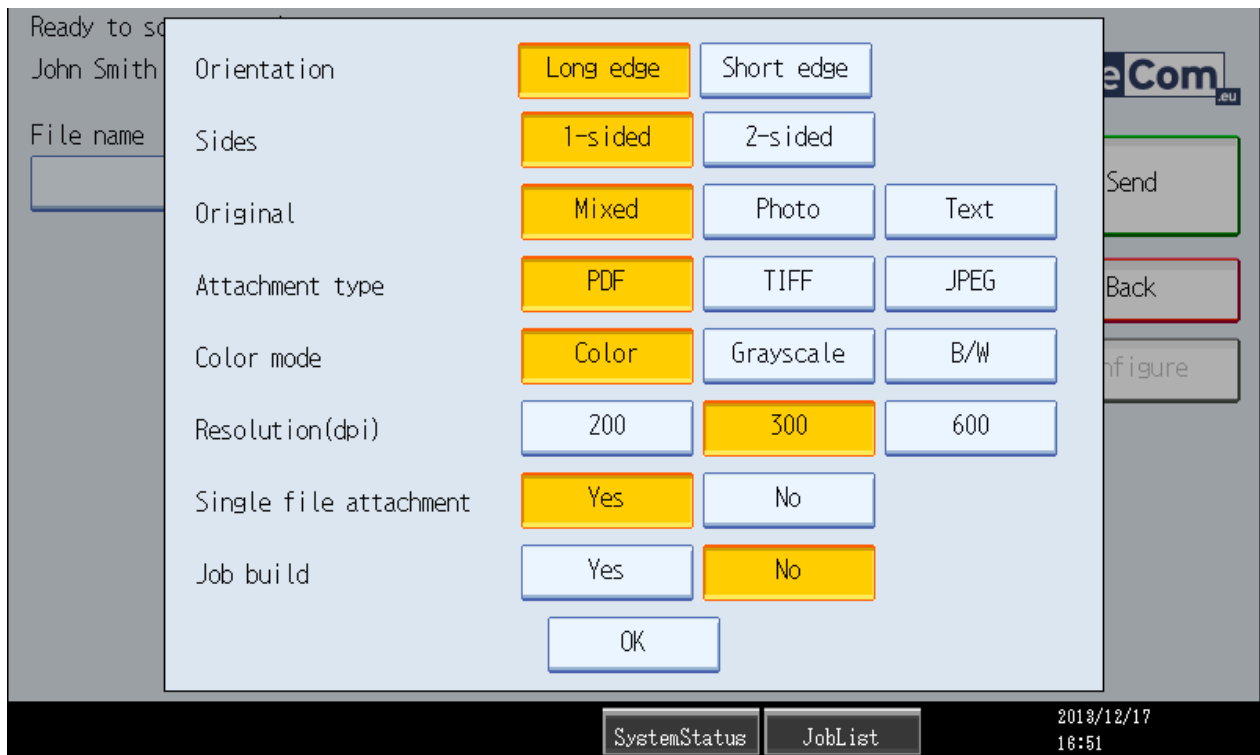 Ready to
John Smith
File name
Orientation Long edge Short edge
Sides 1-sided 2-sided
Original Mixed Photo Text
Attachment type PDF TIFF JPEG
Color mode Color Grayscale B/W
Resolution(dpi) 200 300 600
Single file attachment Yes No
Job build Yes No
OK
eCom
.eu
Send
Back
nfigure
SystemStatus JobList
2013/12/17
16:51